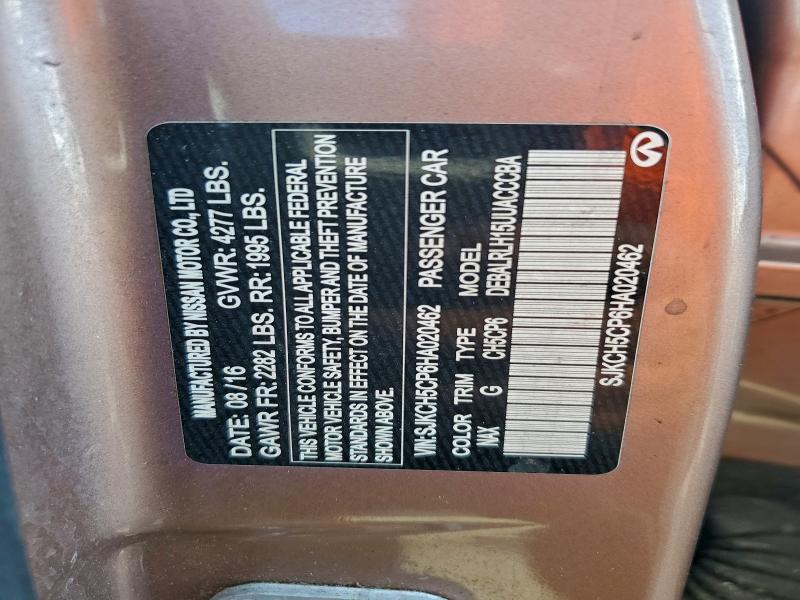 MANUFACTURED BY NISSAN MOTOR CO., LTD
DATE: 08/16 GVWR: 4277 LBS.
GAWR FR: 2282 LBS. RR: 1995 LBS.
THIS VEHICLE CONFORMS TO ALL APPLICABLE FEDERAL
MOTOR VEHICLE SAFETY, BUMPER AND THEFT PREVENTION
STANDARDS IN EFFECT ON THE DATE OF MANUFACTURE
SHOWN ABOVE.
VIN:SJKCH5CP6HA020462 PASSENGER CAR
COLOR TRIM TYPE MODEL
NAX G CH5CP6 DEBALRLH15UUACCCBA
SJKCH5CP6HA020462